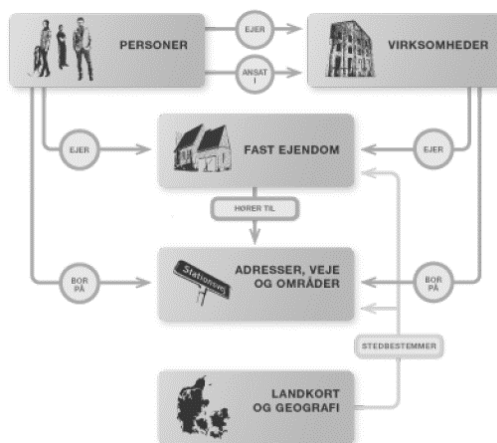 PERSONER
EJER
VIRKSOMHEDER
ANSAT
I
EJER
FAST EJENDOM
EJER
HØRER TIL
Stationsvej
ADRESSER, VEJE
OG OMRÅDER
BOR
PÅ
BOR
PÅ
STEDBESTEMMER
LANDKORT
OG GEOGRAFI